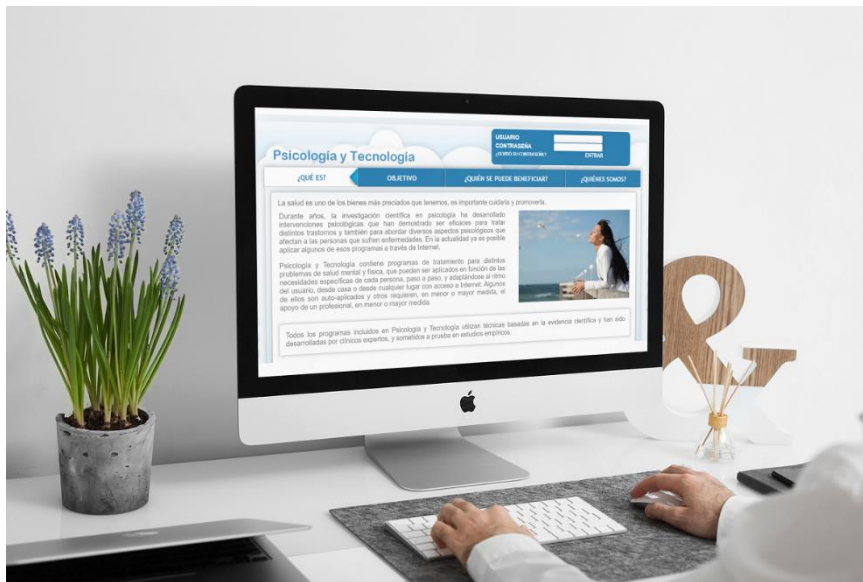 USUARIO
CONTRASEÑA
¿PERDIÓ SU CONTRASEÑA?
ENTRAR
Psicología y Tecnología
¿QUÉ ES?
OBJETIVO
¿QUIÉN SE PUEDE BENEFICIAR?
¿QUIÉNES SOMOS?
La salud es uno de los bienes más preciados que tenemos, es importante cuidarla y promoverla.
Durante años, la investigación científica en psicología ha desarrollado
intervenciones psicológicas que han demostrado ser eficaces para tratar
distintos trastornos y también para abordar diversos aspectos psicológicos que
afectan a las personas que sufren enfermedades. En la actualidad ya es posible
aplicar algunos de esos programas a través de Internet.
Psicología y Tecnología contiene programas de tratamiento para distintos
problemas de salud mental y física, que pueden ser aplicados en función de las
necesidades específicas de cada persona, paso a paso, y adaptándose al ritmo
del usuario, desde casa o desde cualquier lugar con acceso a Internet. Algunos
de ellos son auto-aplicados y otros requieren, en menor o mayor medida, el
apoyo de un profesional, en menor o mayor medida.
Todos los programas incluidos en Psicología y Tecnología utilizan técnicas basadas en la evidencia científica y han sido
desarrolladas por clínicos expertos, y sometidos a prueba en estudios empíricos.
&